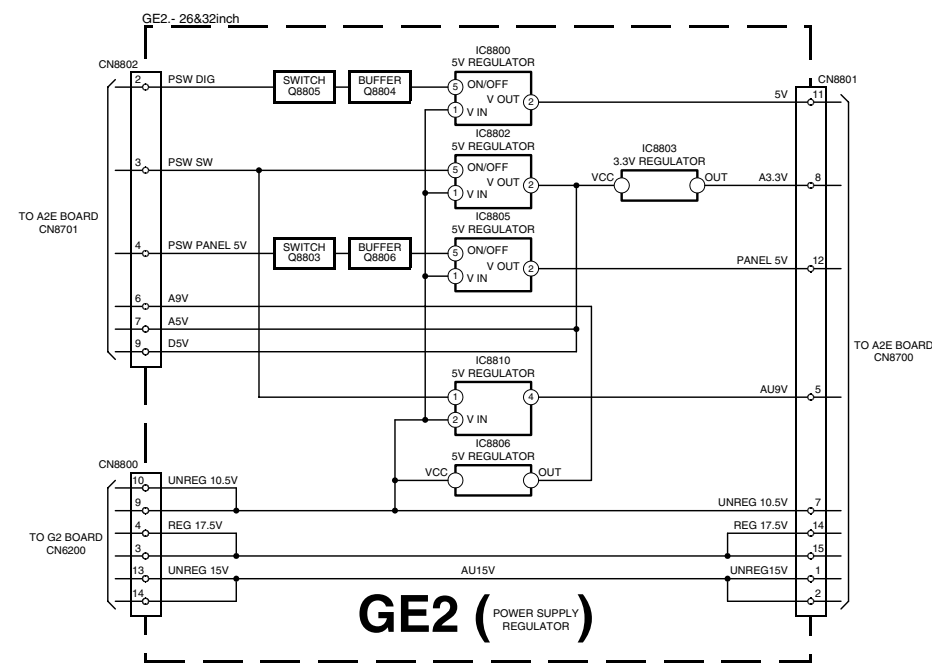 GE2.- 26&32inch
CN8802
2 PSW DIG
SWITCH
Q8805
BUFFER
Q8804
IC8800
5V REGULATOR
5 ON/OFF
V OUT 2
1 V IN
CN8801
5V 11
3 PSW SW
IC8802
5V REGULATOR
5 ON/OFF
V OUT 2
1 V IN
IC8803
3.3V REGULATOR
VCC OUT
A3.3V 8
TO A2E BOARD
CN8701
4 PSW PANEL 5V
SWITCH
Q8803
BUFFER
Q8806
IC8805
5V REGULATOR
5 ON/OFF
V OUT 2
1 V IN
PANEL 5V 12
6 A9V
7 A5V
9 D5V
TO A2E BOARD
CN8700
IC8810
5V REGULATOR
1 4
2 V IN
AU9V 5
IC8806
5V REGULATOR
VCC OUT
CN8800
10 UNREG 10.5V
9
UNREG 10.5V 7
4 REG 17.5V
REG 17.5V 14
3
15
TO G2 BOARD
CN6200
13 UNREG 15V
AU15V
UNREG15V 1
14
2
GE2 (POWER SUPPLY
REGULATOR)